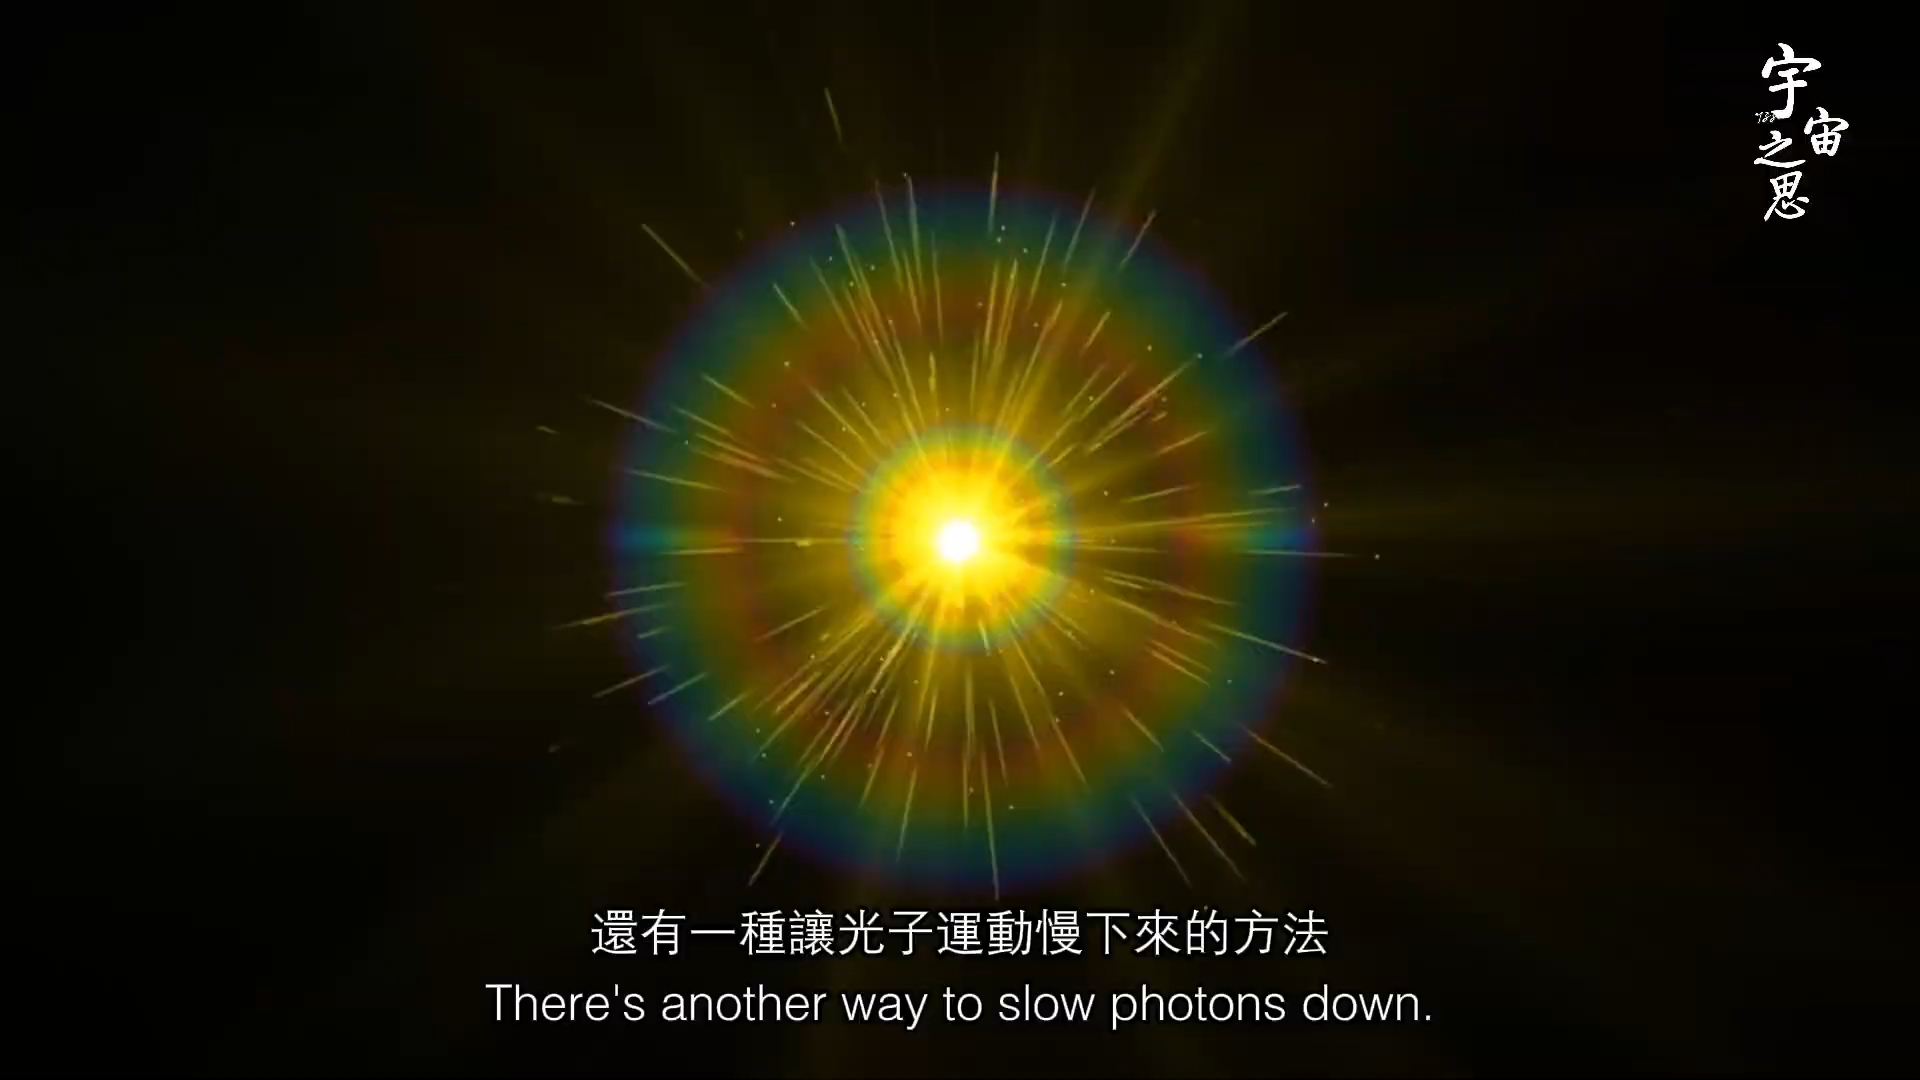 宇宙
之思
還有一種讓光子運動慢下來的方法
There's another way to slow photons down.